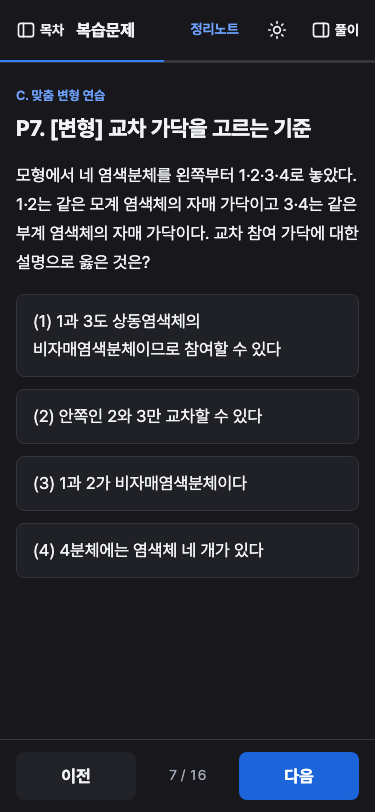 목차 복습문제 정리노트 풀이
C. 맞춤 변형 연습
P7. [변형] 교차 가닥을 고르는 기준
모형에서 네 염색분체를 왼쪽부터 1·2·3·4로 놓았다.
1·2는 같은 모계 염색체의 자매 가닥이고 3·4는 같은
부계 염색체의 자매 가닥이다. 교차 참여 가닥에 대한
설명으로 옳은 것은?
(1) 1과 3도 상동염색체의
비자매염색분체이므로 참여할 수 있다
(2) 안쪽인 2와 3만 교차할 수 있다
(3) 1과 2가 비자매염색분체이다
(4) 4분체에는 염색체 네 개가 있다
이전 7 / 16 다음